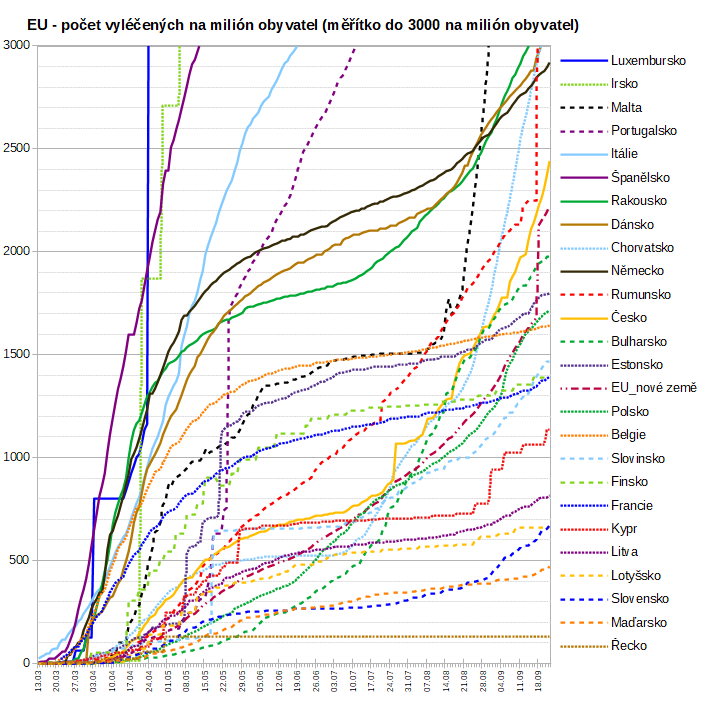 EU - počet vyléčených na milión obyvatel (měřítko do 3000 na milión obyvatel)
3000
2500
2000
1500
1000
500
0
13.03 20.03 27.03 03.04 10.04 17.04 24.04 01.05 08.05 15.05 22.05 29.05 05.06 12.06 19.06 26.06 03.07 10.07 17.07 24.07 31.07 07.08 14.08 21.08 28.08 04.09 11.09 18.09
Luxembursko
Irsko
Malta
Portugalsko
Itálie
Španělsko
Rakousko
Dánsko
Chorvatsko
Německo
Rumunsko
Česko
Bulharsko
Estonsko
EU_nové země
Polsko
Belgie
Slovinsko
Finsko
Francie
Kypr
Litva
Lotyšsko
Slovensko
Maďarsko
Řecko